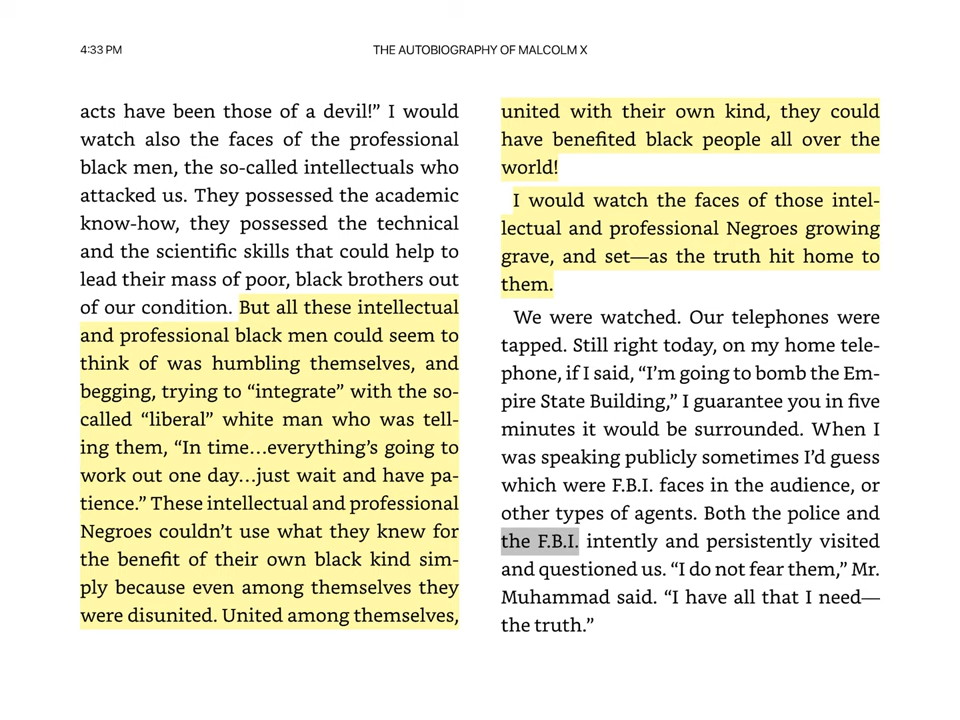 4:33 PM
THE AUTOBIOGRAPHY OF MALCOLM X
acts have been those of a devil!” I would
watch also the faces of the professional
black men, the so-called intellectuals who
attacked us. They possessed the academic
know-how, they possessed the technical
and the scientific skills that could help to
lead their mass of poor, black brothers out
of our condition. But all these intellectual
and professional black men could seem to
think of was humbling themselves, and
begging, trying to “integrate” with the so-
called “liberal” white man who was tell-
ing them, “In time…everything’s going to
work out one day…just wait and have pa-
tience.” These intellectual and professional
Negroes couldn’t use what they knew for
the benefit of their own black kind sim-
ply because even among themselves they
were disunited. United among themselves,
united with their own kind, they could
have benefited black people all over the
world!
I would watch the faces of those intel-
lectual and professional Negroes growing
grave, and set—as the truth hit home to
them.
We were watched. Our telephones were
tapped. Still right today, on my home tele-
phone, if I said, “I’m going to bomb the Em-
pire State Building,” I guarantee you in five
minutes it would be surrounded. When I
was speaking publicly sometimes I’d guess
which were F.B.I. faces in the audience, or
other types of agents. Both the police and
the F.B.I. intently and persistently visited
and questioned us. “I do not fear them,” Mr.
Muhammad said. “I have all that I need—
the truth.”